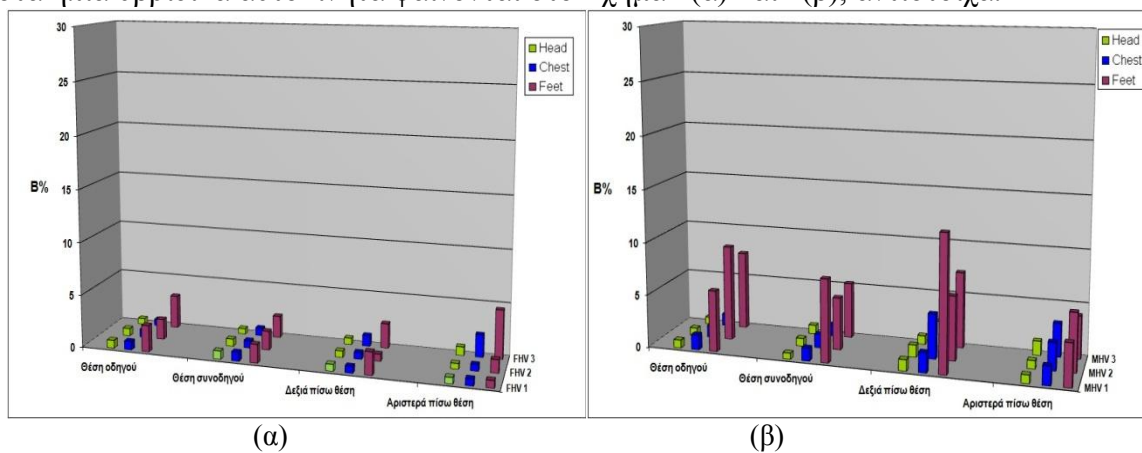 30
25
20
15
10
5
0
B%
Head
Chest
Feet
Θέση οδηγού
Θέση συνοδηγού
Δεξιά πίσω θέση
Αριστερά πίσω θέση
FHV 3
FHV 2
FHV 1
30
25
20
15
10
5
0
B%
Head
Chest
Feet
Θέση οδηγού
Θέση συνοδηγού
Δεξιά πίσω θέση
Αριστερά πίσω θέση
MHV 3
MHV 2
MHV 1
(α) (β)